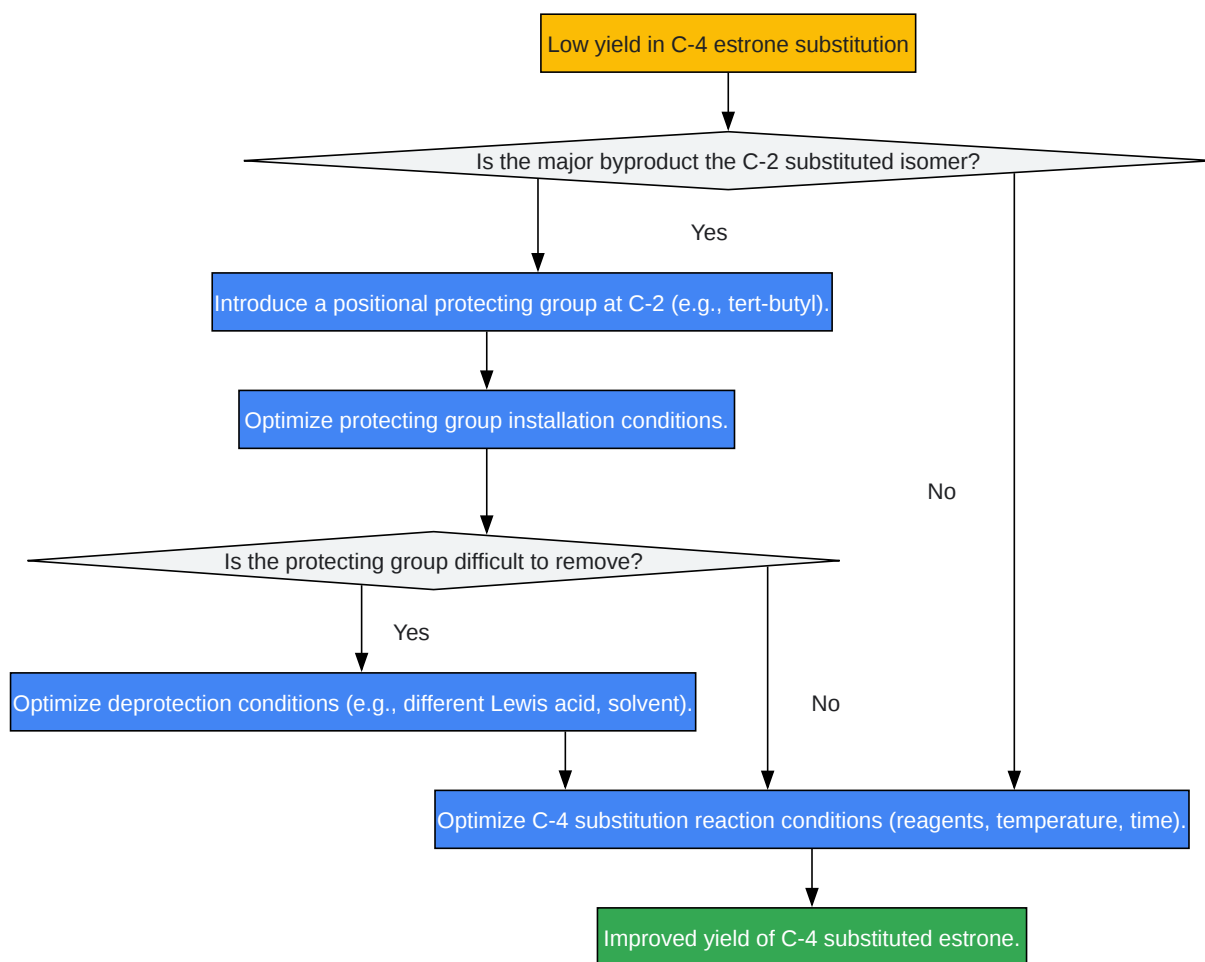 Low yield in C-4 estrone substitution
Is the major byproduct the C-2 substituted isomer?
Yes
Introduce a positional protecting group at C-2 (e.g., tert-butyl).
Optimize protecting group installation conditions.
No
Is the protecting group difficult to remove?
Yes
Optimize deprotection conditions (e.g., different Lewis acid, solvent).
No
Optimize C-4 substitution reaction conditions (reagents, temperature, time).
Improved yield of C-4 substituted estrone.